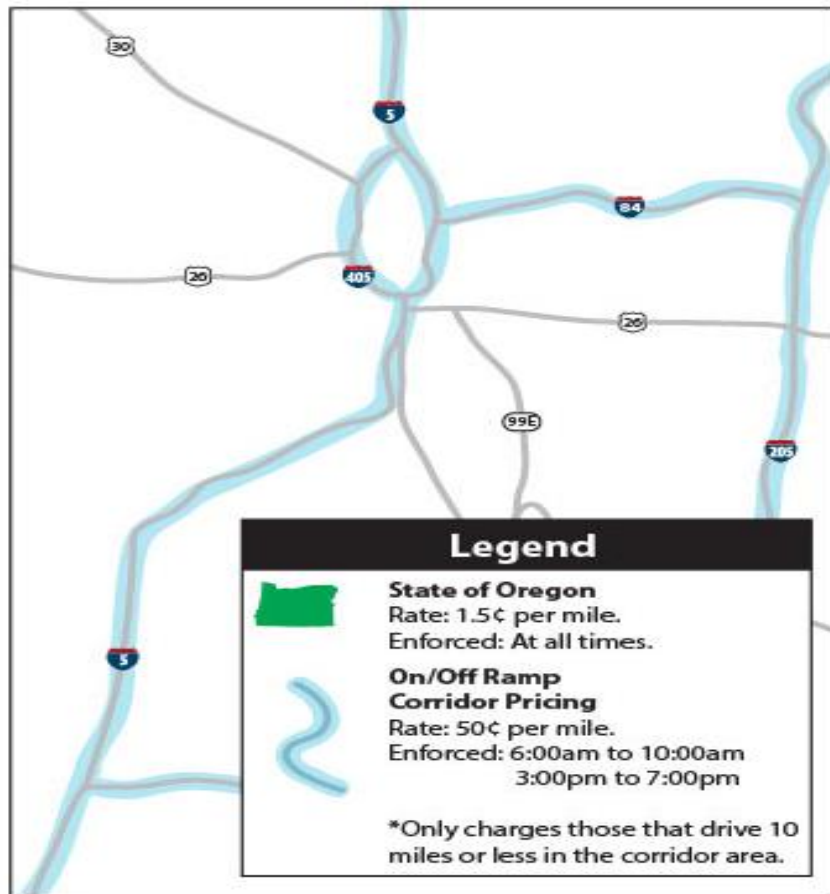 30
5
84
26
405
26
99E
205
Legend
State of Oregon
Rate: 1.5¢ per mile.
Enforced: At all times.
5
On/Off Ramp
Corridor Pricing
Rate: 50¢ per mile.
Enforced: 6:00am to 10:00am
3:00pm to 7:00pm
*Only charges those that drive 10
miles or less in the corridor area.